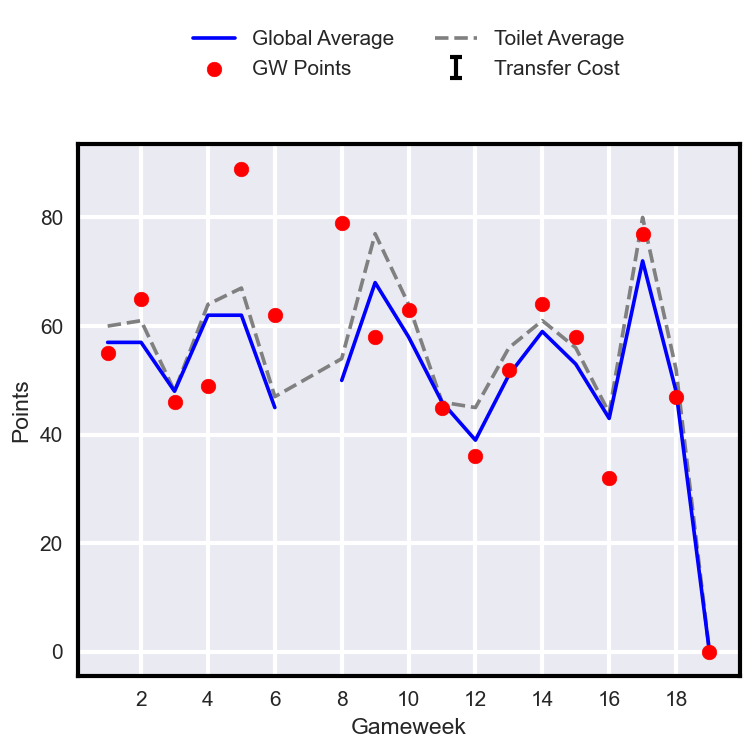 Global Average Toilet Average
GW Points Transfer Cost
80
60
40
20
0
Points
2 4 6 8 10 12 14 16 18
Gameweek